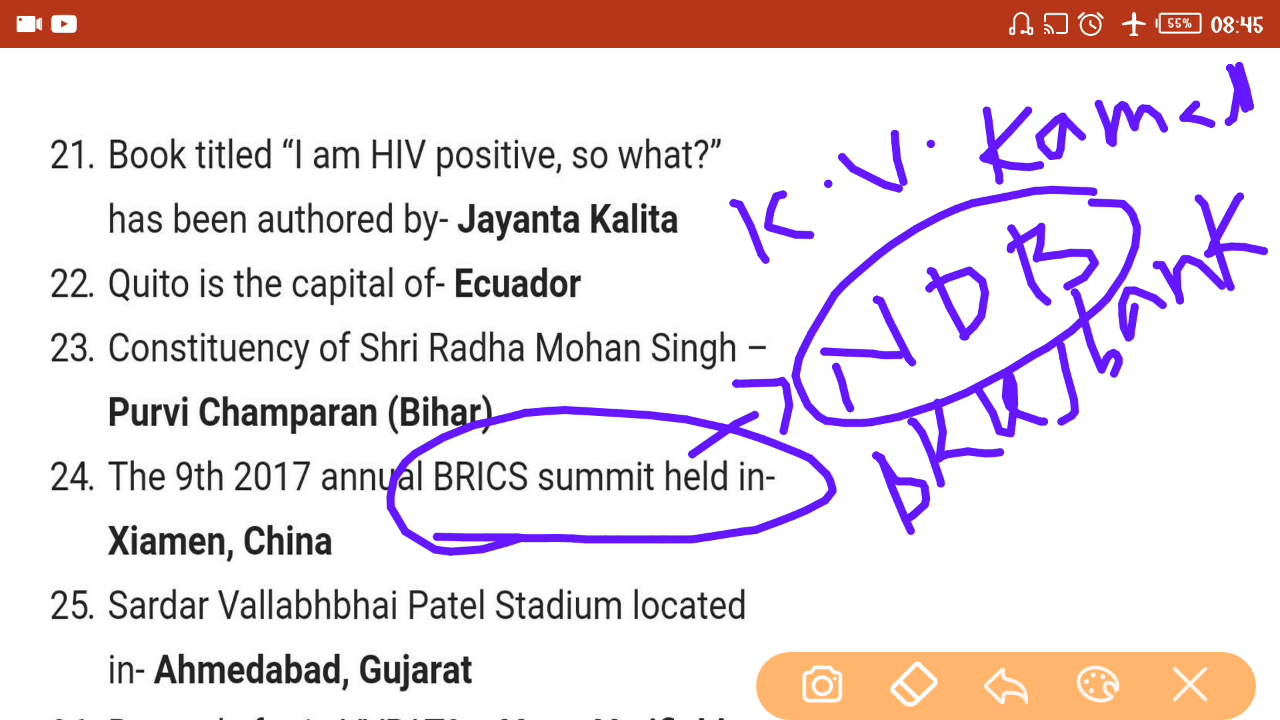 55% 08:45
21. Book titled “I am HIV positive, so what?”
has been authored by- Jayanta Kalita
22. Quito is the capital of- Ecuador
23. Constituency of Shri Radha Mohan Singh –
Purvi Champaran (Bihar)
24. The 9th 2017 annual BRICS summit held in-
Xiamen, China
25. Sardar Vallabhbhai Patel Stadium located
in- Ahmedabad, Gujarat
K.V. Kamad
NDB
bank